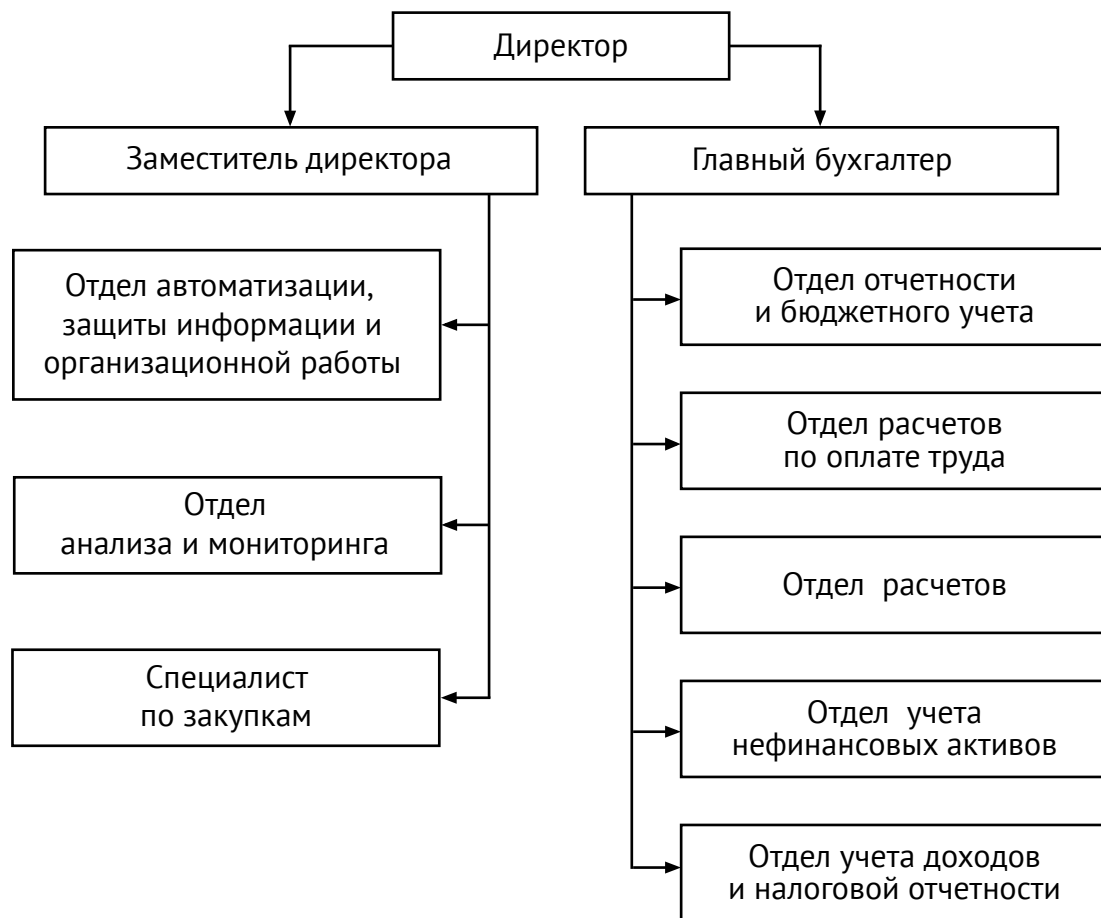 Директор
Заместитель директора
Главный бухгалтер
Отдел автоматизации,
защиты информации и
организационной работы
Отдел
анализа и мониторинга
Специалист
по закупкам
Отдел отчетности
и бюджетного учета
Отдел расчетов
по оплате труда
Отдел расчетов
Отдел учета
нефинансовых активов
Отдел учета доходов
и налоговой отчетности